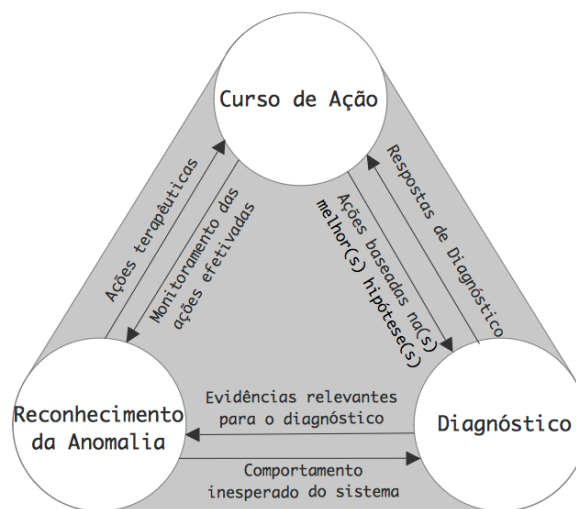 Curso de Ação
Ações terapêuticas
Monitoramento das
ações efetivadas
Ações baseadas na(s)
melhor(s) hipótese(s)
Respostas de Diagnóstico
Reconhecimento
da Anomalia
Evidências relevantes
para o diagnóstico
Comportamento
inesperado do sistema
Diagnóstico